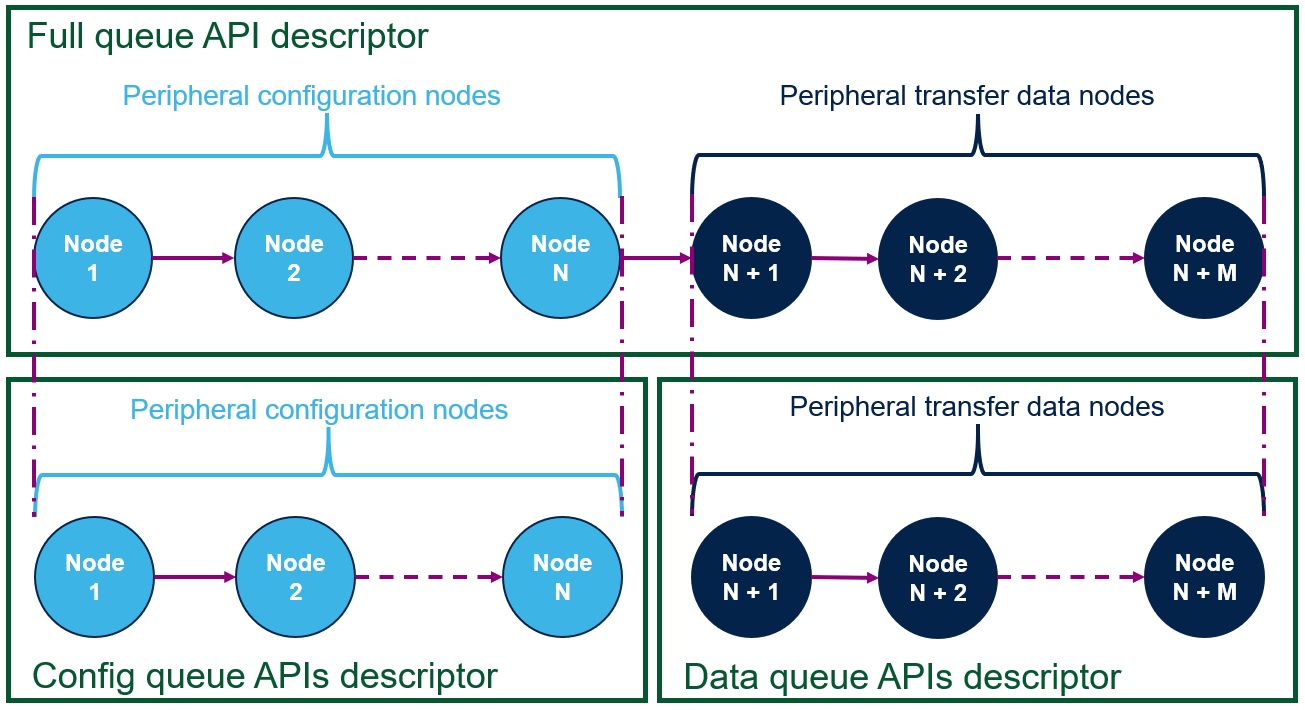 Full queue API descriptor
Peripheral configuration nodes
Peripheral transfer data nodes
Node
1
Node
2
Node
N
Node
N + 1
Node
N + 2
Node
N + M
Peripheral configuration nodes
Peripheral transfer data nodes
Node
1
Node
2
Node
N
Node
N + 1
Node
N + 2
Node
N + M
Config queue APIs descriptor
Data queue APIs descriptor